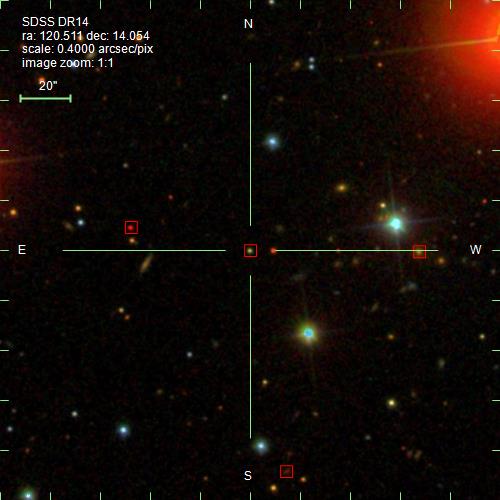 SDSS DR14
ra: 120.511 dec: 14.054
scale: 0.4000 arcsec/pix
image zoom: 1:1
20"
N
E
W
S